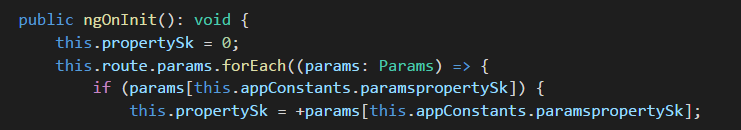 public ngOnInit(): void {
this.propertySk = 0;
this.route.params.forEach((params: Params) => {
if (params[this.appConstants.paramspropertySk]) {
this.propertySk = +params[this.appConstants.paramspropertySk];